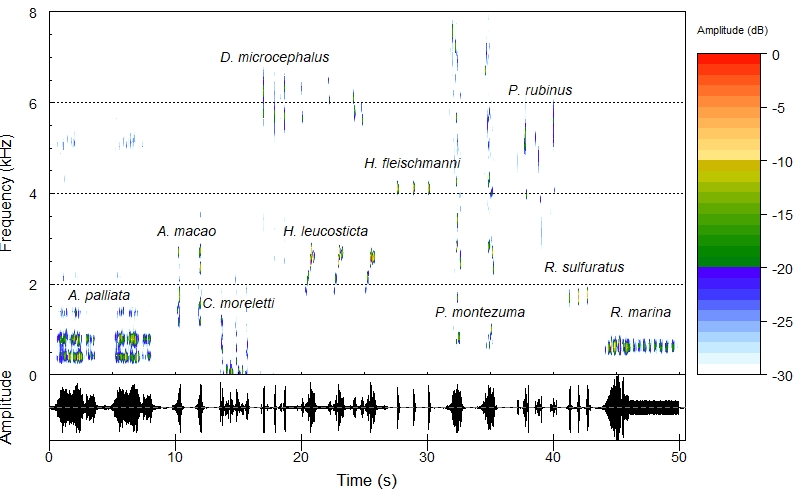 8
Amplitude (dB)
D. microcephalus
0
-5
6
P. rubinus
-10
H. fleischmanni
Frequency (kHz)
4
-15
A. macao
H. leucosticta
-20
R. sulfuratus
2
A. palliata
C. moreletti
P. montezuma
R. marina
-25
0
-30
Amplitude
0
10
20
30
40
50
Time (s)